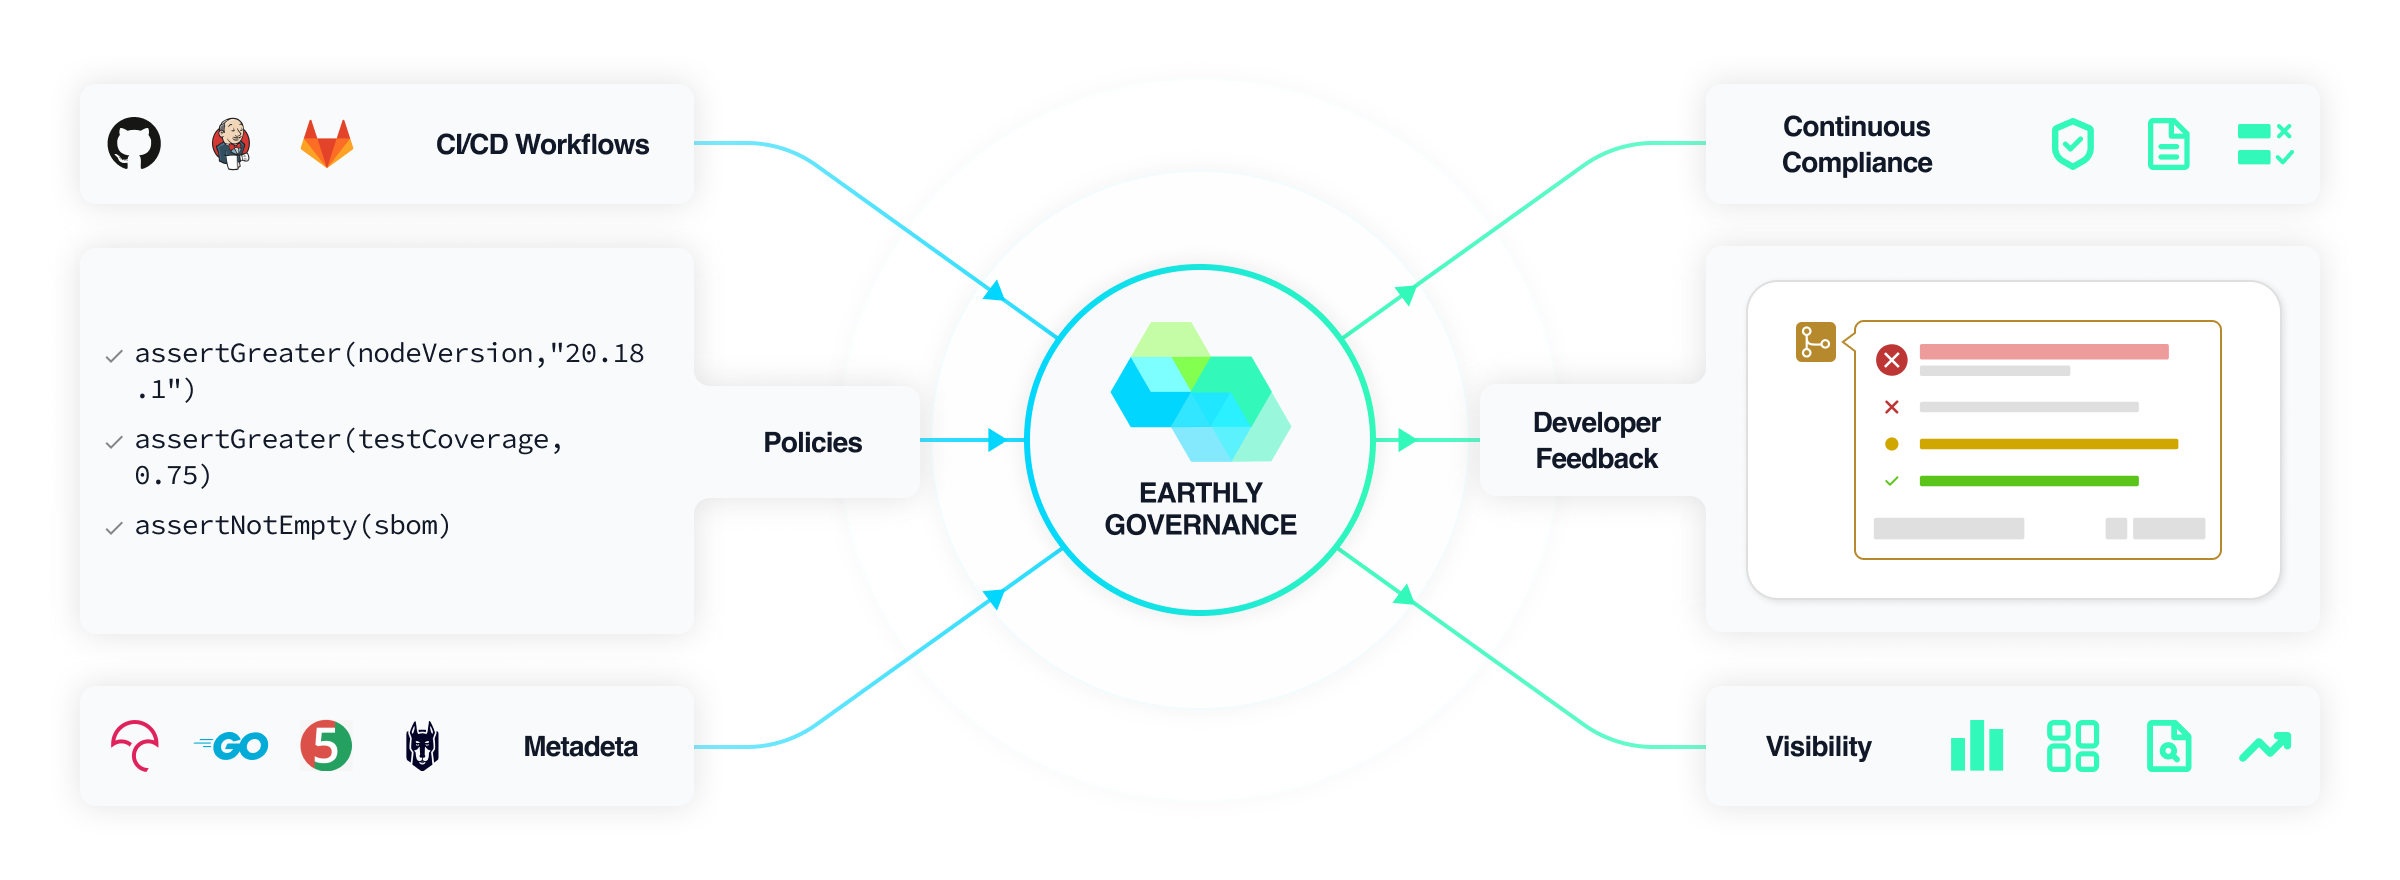 CI/CD Workflows
assertGreater(nodeVersion,"20.18
.1")
assertGreater(testCoverage,
0.75)
assertNotEmpty(sbom)
Policies
GO
5
Metadeta
EARTHLY
GOVERNANCE
Continuous
Compliance
Developer
Feedback
Visibility